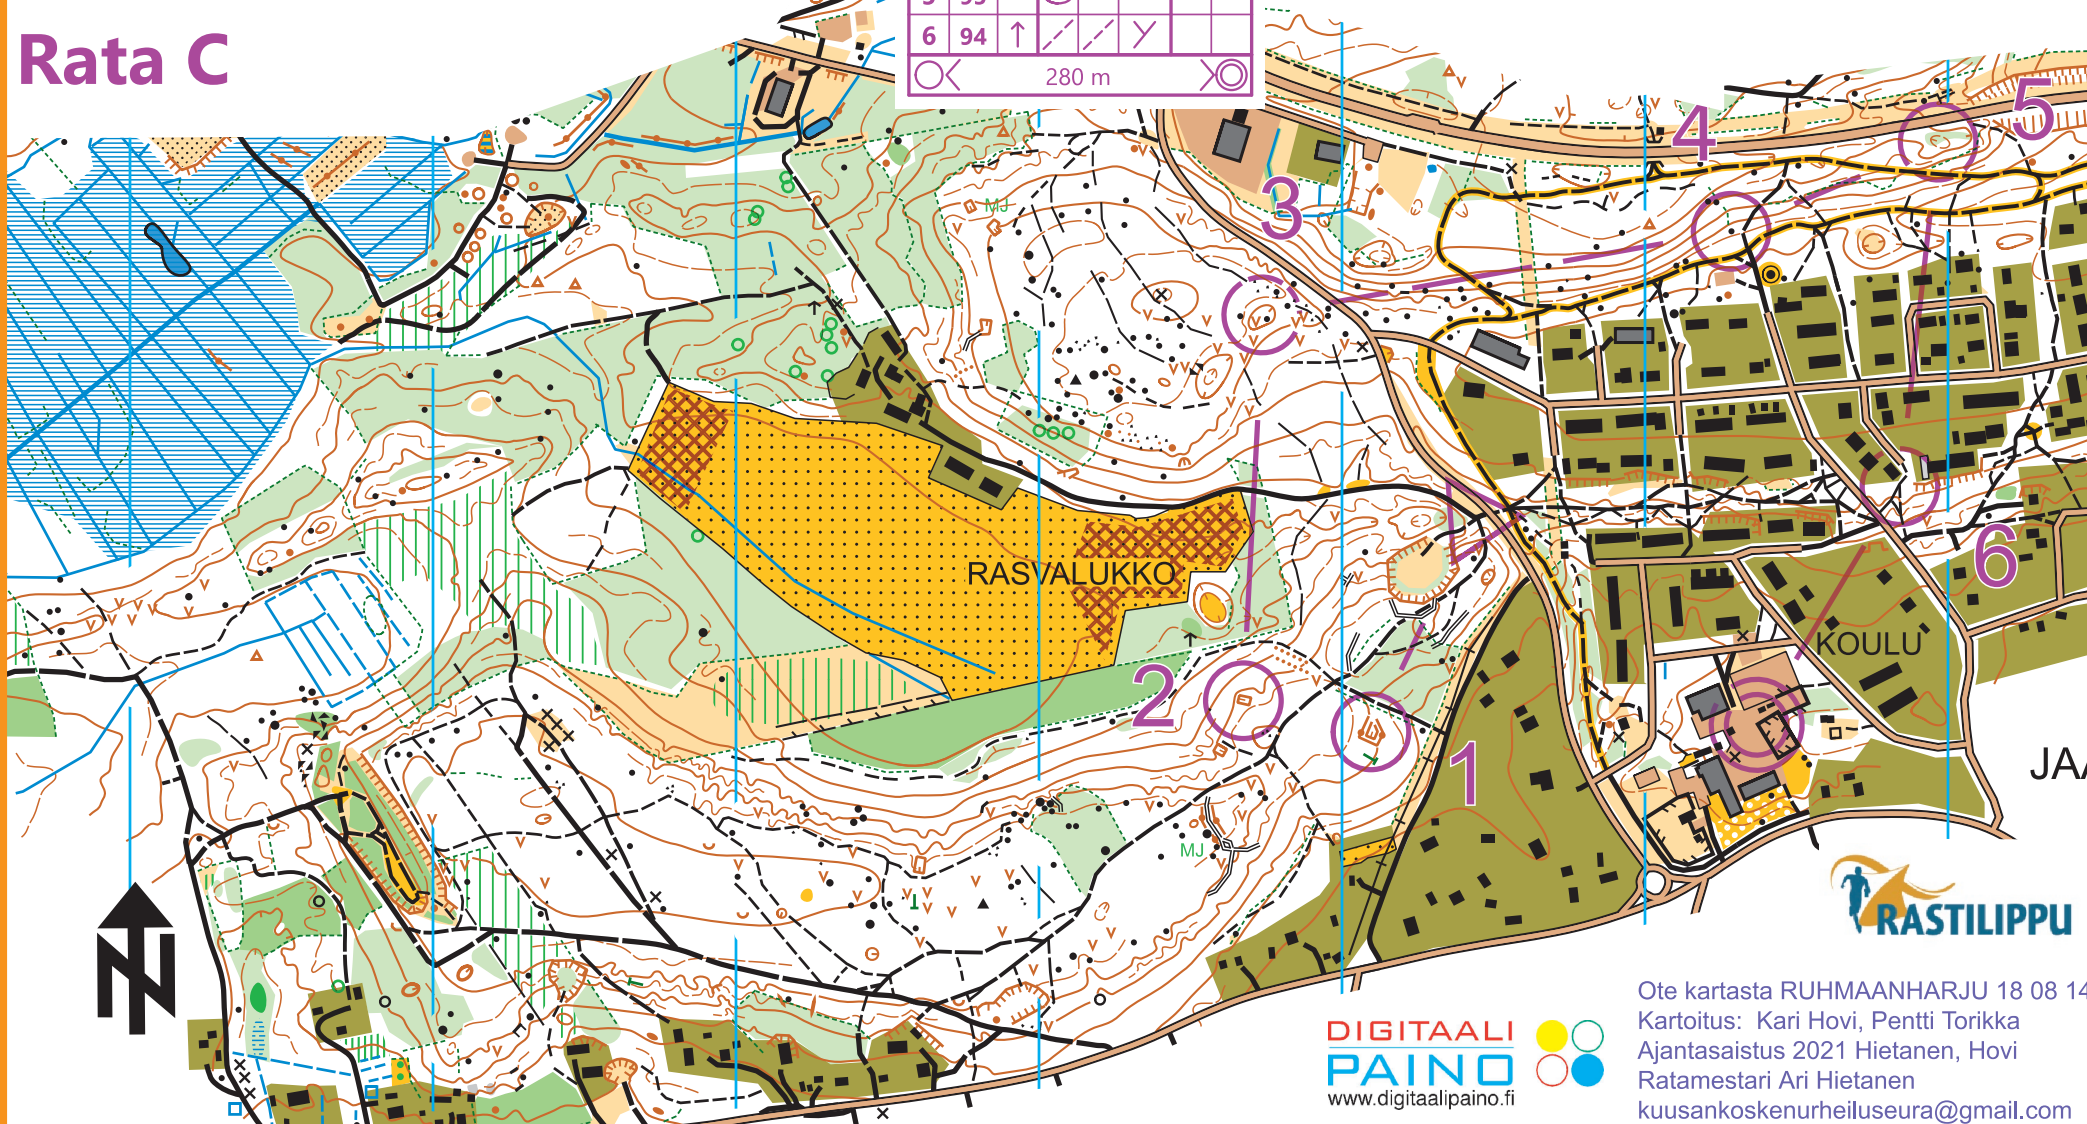 Rata C
6 94
280 m
5
4
3
MJ
RASVALUKKO
6
KOULU
2
1
JAA
MJ
RASTILIPPU
N
DIGITAALI
PAINO
www.digitaalipaino.fi
Ote kartasta RUHMAANHARJU 18 08 14
Kartoitus: Kari Hovi, Pentti Torikka
Ajantasaistus 2021 Hietanen, Hovi
Ratamestari Ari Hietanen
kuusankoskenurheiluseura@gmail.com